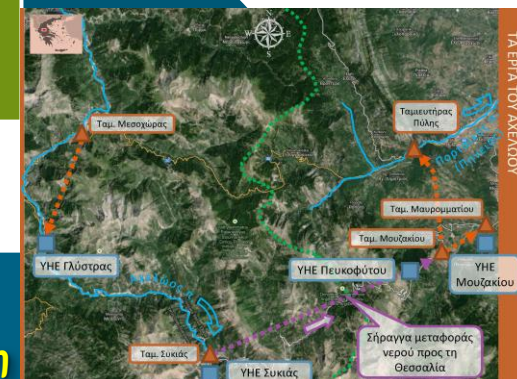 ΤΑ ΕΡΓΑ ΤΟΥ ΑΧΕΛΩΟΥ
N
W
E
S
Ταμ. Μεσοχώρας
Ταμιευτήρας
Πύλης
Ταμ. Μαυρομματίου
Ταμ. Μουζακίου
ΥΗΕ Γλύστρας
ΥΗΕ Πευκοφύτου
ΥΗΕ
Μουζακίου
Σήραγγα μεταφοράς
νερού προς τη
Θεσσαλία
Ταμ. Συκιάς
ΥΗΕ Συκιάς
η